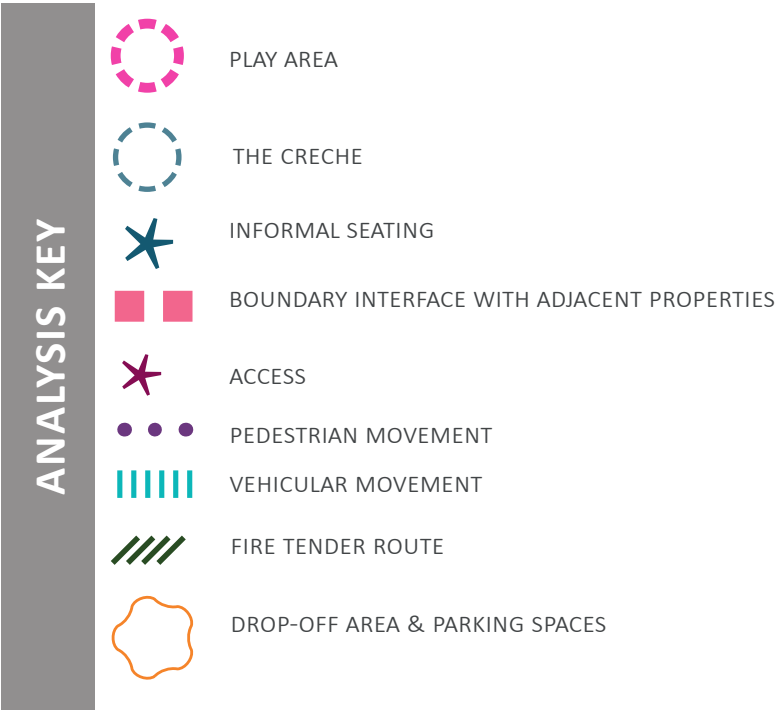 ANALYSIS KEY
PLAY AREA
THE CRECHE
INFORMAL SEATING
BOUNDARY INTERFACE WITH ADJACENT PROPERTIES
ACCESS
PEDESTRIAN MOVEMENT
VEHICULAR MOVEMENT
FIRE TENDER ROUTE
DROP-OFF AREA & PARKING SPACES